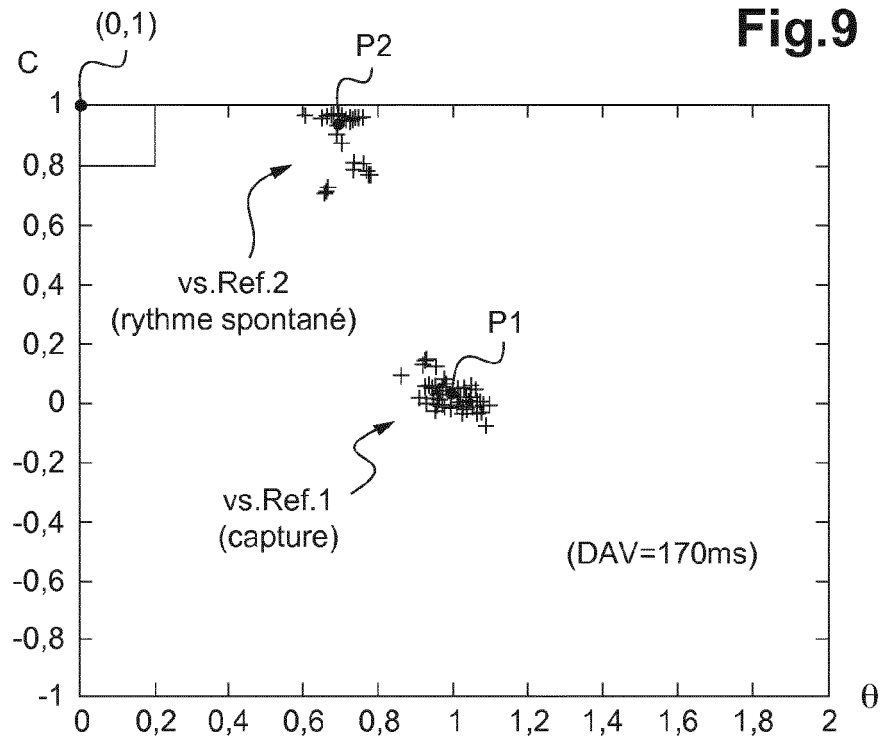 (0,1)
Fig.9
C
P2
1
0,8
0,6
vs.Ref.2
(rythme spontané)
0,4
P1
0,2
0
-0,2
vs.Ref.1
(capture)
-0,4
(DAV=170ms)
-0,6
-0,8
-1
0 0,2 0,4 0,6 0,8 1 1,2 1,4 1,6 1,8 2
θ